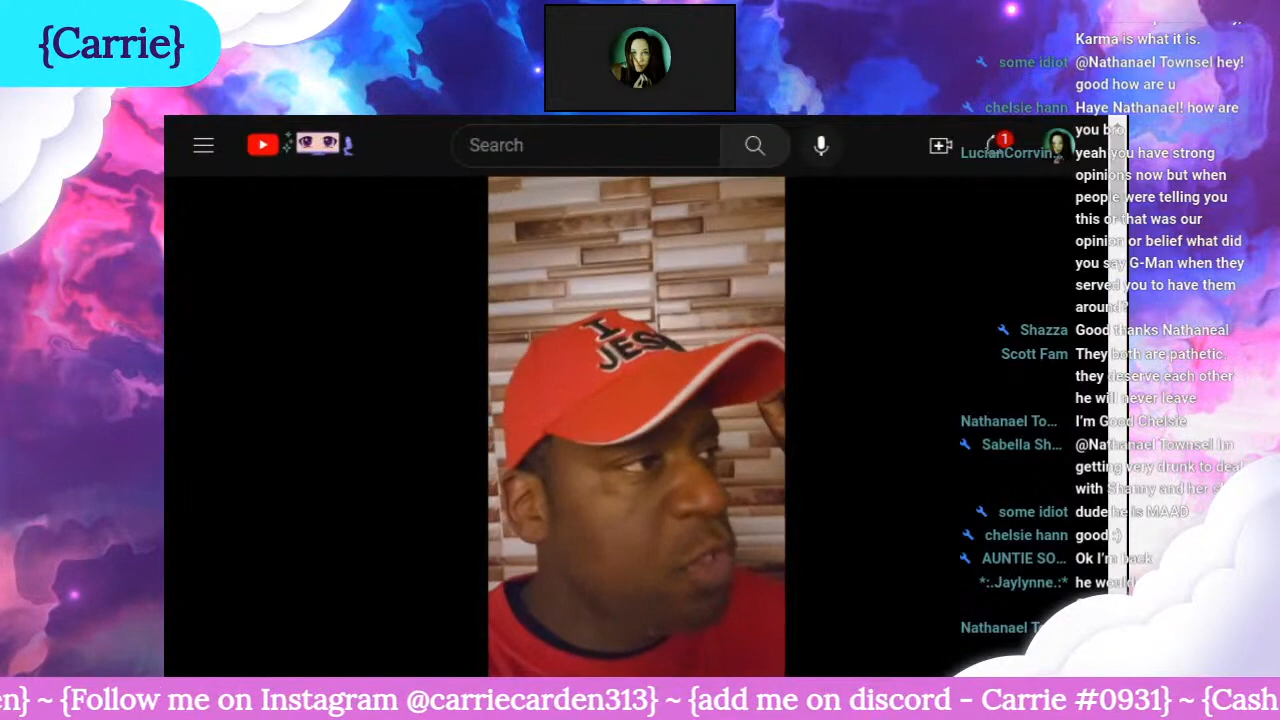 {Carrie}
Search
1
I
JES
Karma is what it is.
some idiot @Nathanael Townsel hey!
good how are u
chelsie hann Haye Nathanael! how are
you bro
LucianCorrvin... yeah you have strong
opinions now but when
people were telling you
this or that was our
opinion or belief what did
you say G-Man when they
served you to have them
around?
Shazza Good thanks Nathaneal
Scott Fam They both are pathetic,
they deserve each other
he will never leave
Nathanael To... I'm Good Chelsie
Sabella Sh... @Nathanael Townsel Im
getting very drunk to deal
with Shanny and her
some idiot dude he is MAAD
chelsie hann good :)
AUNTIE SO... Ok I'm back
*:.Jaylynne.:* he would
Nathanael T
en} ~ {Follow me on Instagram @carriecarden313} ~ {add me on discord - Carrie #0931} ~ {Cash